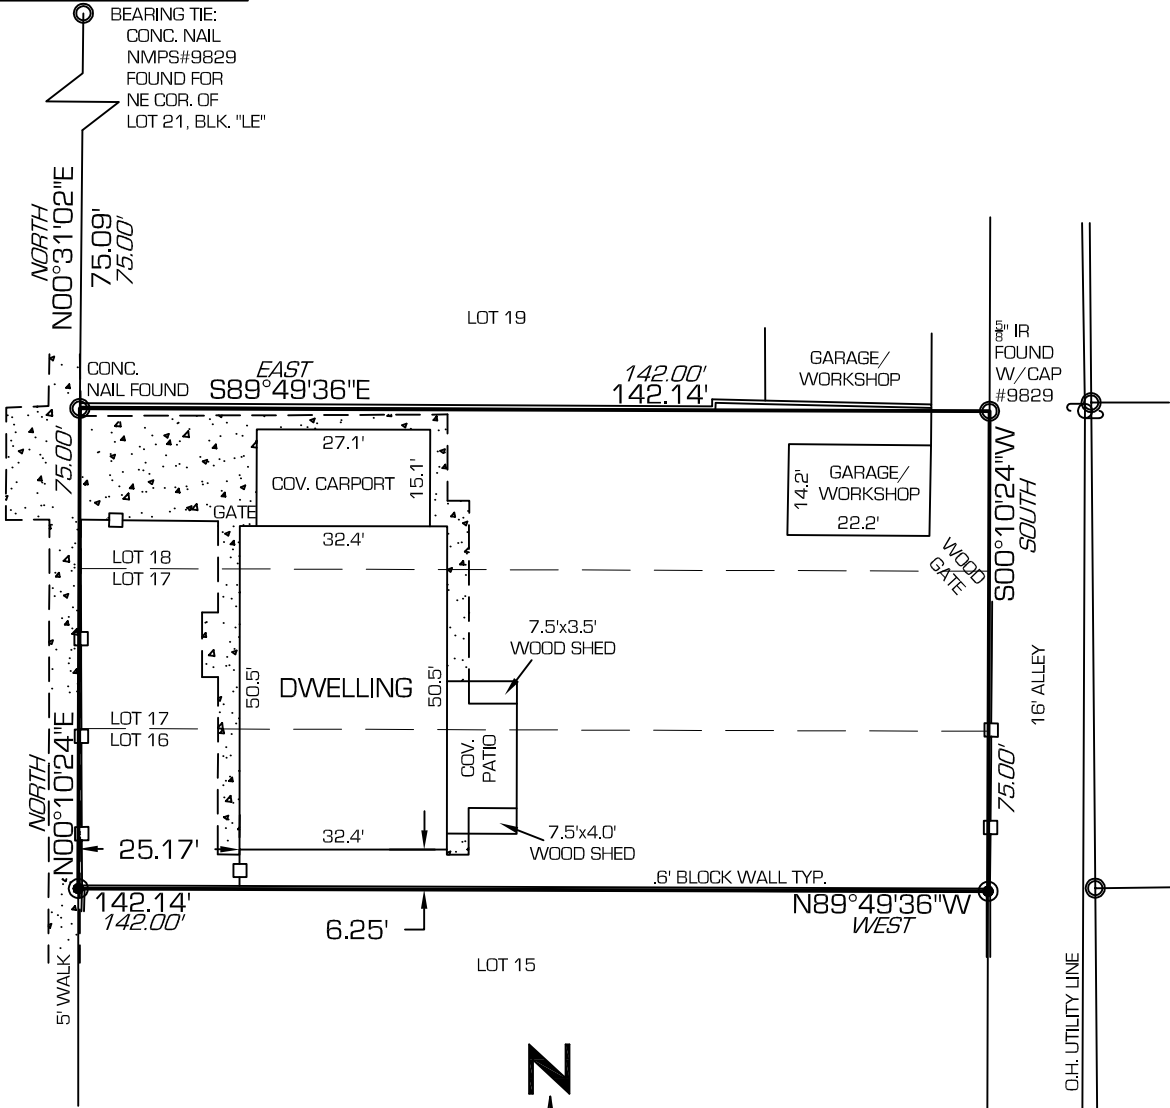 BEARING TIE:
CONC. NAIL
NMPS#9829
FOUND FOR
NE COR. OF
LOT 21, BLK. "LE"
NORTH
N00°31'02"E
75.09'
75.00'
LOT 19
5/8" IR
FOUND
W/CAP
#9829
CONC.
NAIL FOUND
EAST
S89°49'36"E
142.00'
142.14'
GARAGE/
WORKSHOP
75.00'
27.1'
COV. CARPORT
15.1'
GATE
32.4'
GARAGE/
WORKSHOP
14.2'
22.2'
S00°10'24"W
SOUTH
WOOD
GATE
LOT 18
LOT 17
7.5'x3.5'
WOOD SHED
50.5'
DWELLING
50.5'
16' ALLEY
LOT 17
LOT 16
COV.
PATIO
NORTH
N00°10'24"E
75.00'
25.17'
32.4'
7.5'x4.0'
WOOD SHED
.6' BLOCK WALL TYP.
142.14'
142.00'
N89°49'36"W
WEST
6.25'
LOT 15
5' WALK
O.H. UTILITY LINE
N